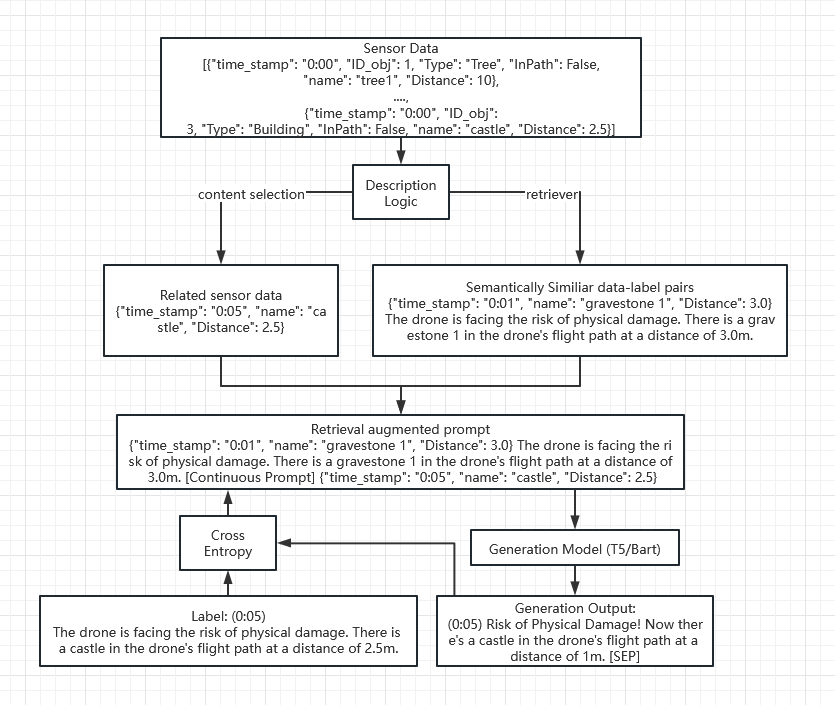 Sensor Data
[{"time_stamp": "0:00", "ID_obj": 1, "Type": "Tree", "InPath": False,
"name": "tree1", "Distance": 10},
....,
{"time_stamp": "0:00", "ID_obj":
3, "Type": "Building", "InPath": False, "name": "castle", "Distance": 2.5}]
Description
Logic
content selection
retriever
Related sensor data
{"time_stamp": "0:05", "name": "ca
stle", "Distance": 2.5}
Semantically Similiar data-label pairs
{"time_stamp": "0:01", "name": "gravestone 1", "Distance": 3.0}
The drone is facing the risk of physical damage. There is a grav
estone 1 in the drone's flight path at a distance of 3.0m.
Retrieval augmented prompt
{"time_stamp": "0:01", "name": "gravestone 1", "Distance": 3.0} The drone is facing the ri
sk of physical damage. There is a gravestone 1 in the drone's flight path at a distance of
3.0m. [Continuous Prompt] {"time_stamp": "0:05", "name": "castle", "Distance": 2.5}
Cross
Entropy
Generation Model (T5/Bart)
Label: (0:05)
The drone is facing the risk of physical damage. There is
a castle in the drone's flight path at a distance of 2.5m.
Generation Output:
(0:05) Risk of Physical Damage! Now ther
e's a castle in the drone's flight path at a
distance of 1m. [SEP]